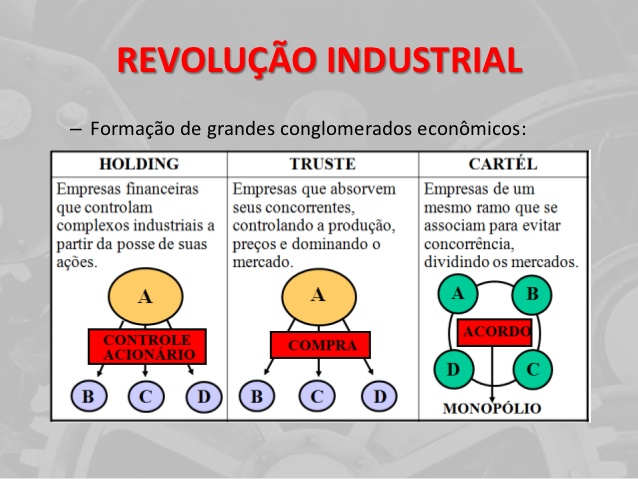 REVOLUÇÃO INDUSTRIAL
– Formação de grandes conglomerados econômicos:
HOLDING
Empresas financeiras
que controlam
complexos industriais a
partir da posse de suas
ações.
A
CONTROLE
ACIONÁRIO
B C D
TRUSTE
Empresas que absorvem
seus concorrentes,
controlando a produção,
preços e dominando o
mercado.
A
COMPRA
B C D
CARTÉL
Empresas de um
mesmo ramo que se
associam para evitar
concorrência,
dividindo os mercados.
A B
ACORDO
D C
MONOPÓLIO